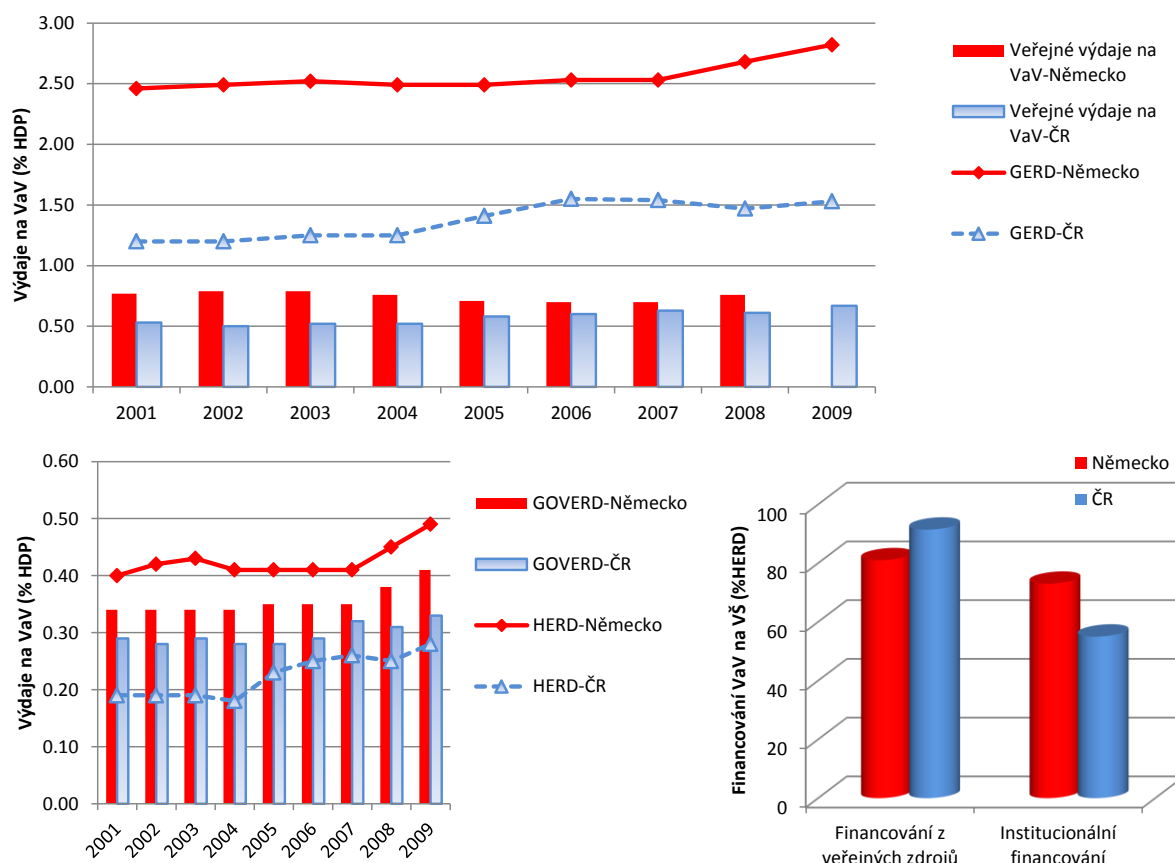 3.00
2.50
2.00
1.50
1.00
0.50
0.00
Výdaje na VaV (% HDP)
2001 2002 2003 2004 2005 2006 2007 2008 2009
Veřejné výdaje na
VaV-Německo
Veřejné výdaje na
VaV-ČR
GERD-Německo
GERD-ČR
0.60
0.50
0.40
0.30
0.20
0.10
0.00
Výdaje na VaV (% HDP)
2001 2002 2003 2004 2005 2006 2007 2008 2009
GOVERD-Německo
GOVERD-ČR
HERD-Německo
HERD-ČR
Německo
ČR
100
80
60
40
20
0
Financování VaV na VŠ (%HERD)
Financování z
veřejných zdrojů
Institucionální
financování